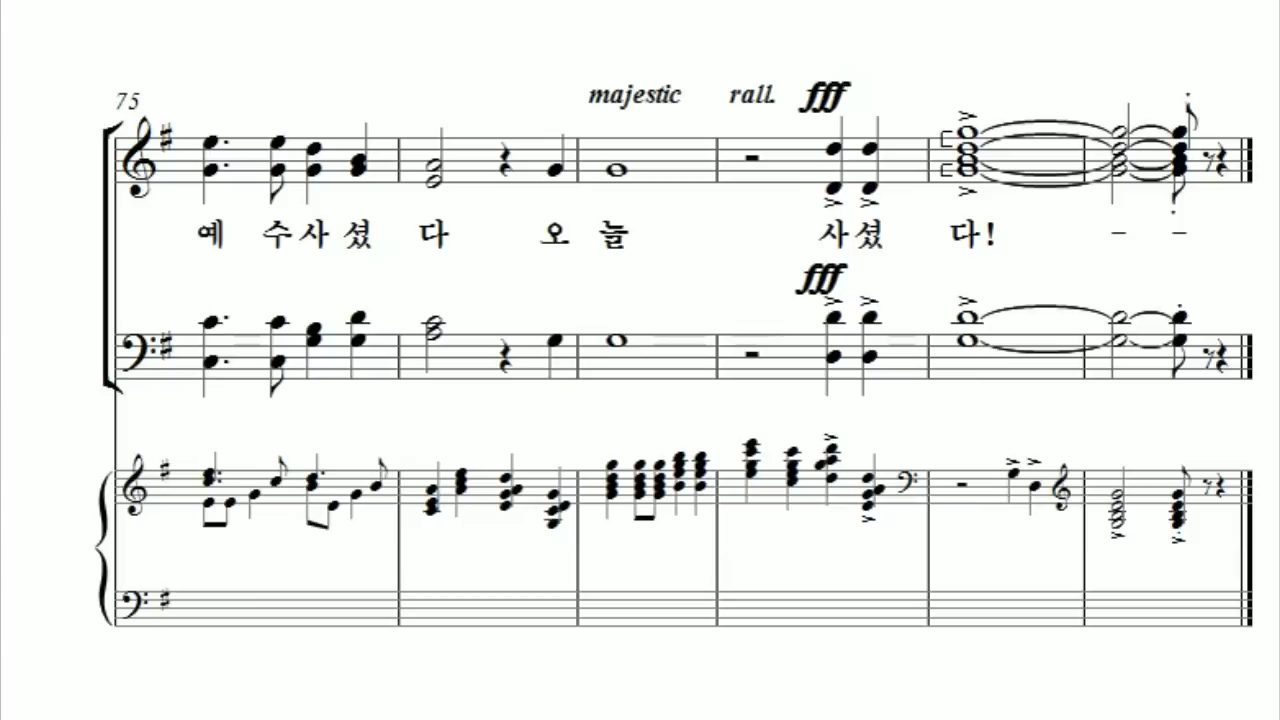 75
majestic rall. fff
예 수 사 셨 다 오 늘 사 셨 다! - -
fff